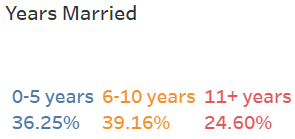 Years Married
0-5 years 6-10 years 11+ years
36.25% 39.16% 24.60%